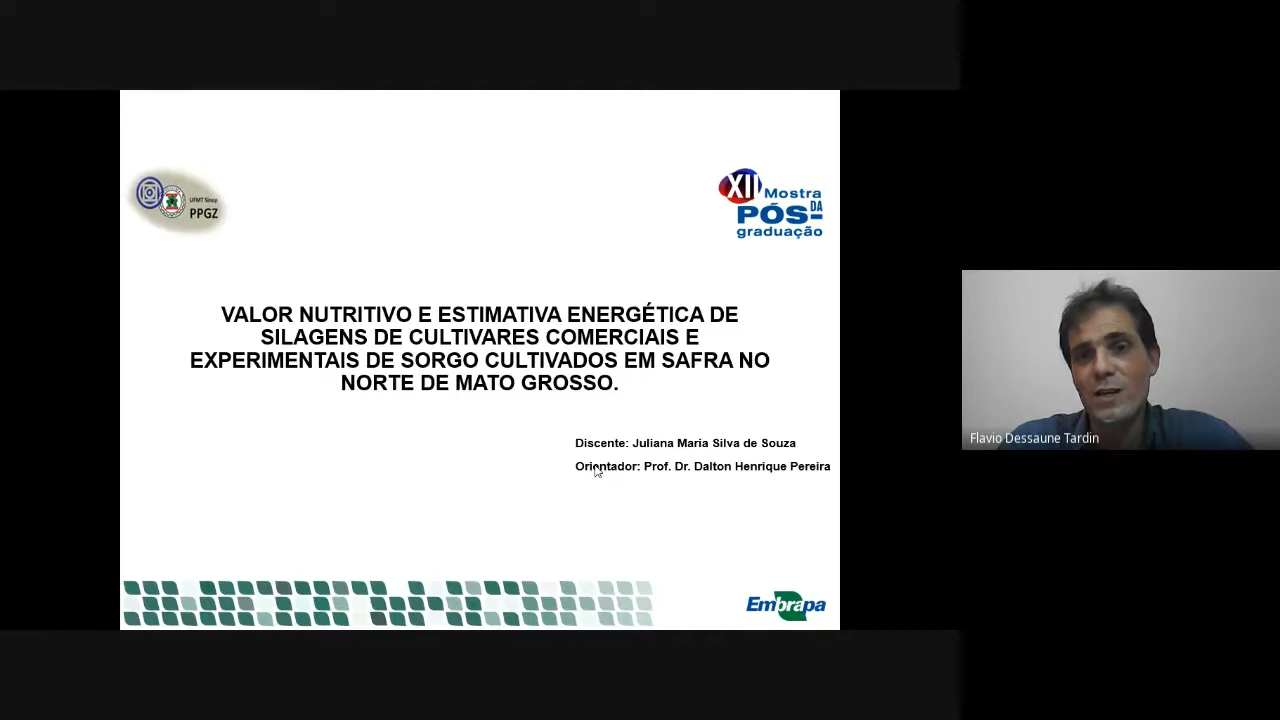 UFMT Sinop
PPGZ
XII Mostra
DA
PÓS-
graduação
VALOR NUTRITIVO E ESTIMATIVA ENERGÉTICA DE
SILAGENS DE CULTIVARES COMERCIAIS E
EXPERIMENTAIS DE SORGO CULTIVADOS EM SAFRA NO
NORTE DE MATO GROSSO.
Discente: Juliana Maria Silva de Souza
Orientador: Prof. Dr. Dalton Henrique Pereira
Flavio Dessaune Tardin
Embrapa